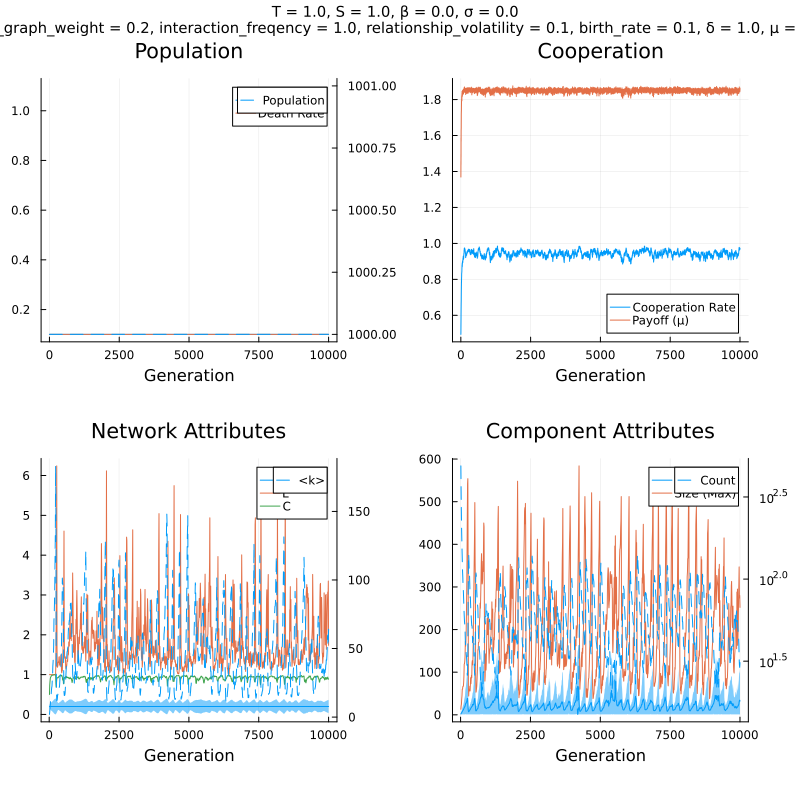 T = 1.0, S = 1.0, β = 0.0, σ = 0.0
_graph_weight = 0.2, interaction_freqency = 1.0, relationship_volatility = 0.1, birth_rate = 0.1, δ = 1.0, μ =
Population Cooperation
1.0
0.8
0.6
0.4
0.2
1001.00
1000.75
1000.50
1000.25
1000.00
Population
Death Rate
0 2500 5000 7500 10000
Generation
1.8
1.6
1.4
1.2
1.0
0.8
0.6
Cooperation Rate
Payoff (μ)
0 2500 5000 7500 10000
Generation
Network Attributes Component Attributes
6
5
4
3
2
1
0
150
100
50
0
<k>
C
0 2500 5000 7500 10000
Generation
600
500
400
300
200
100
0
10^2.5
10^2.0
10^1.5
Count
Size (Max)
0 2500 5000 7500 10000
Generation